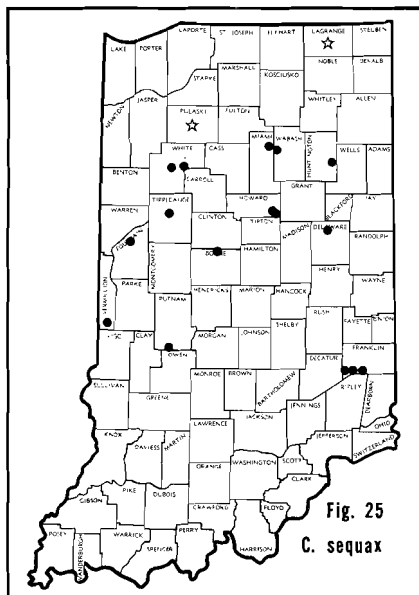 LAPORTE ST JOSEPH ELKHART LAGRANGE STEUBEN
LAKE PORTER
NOBLE DEKALB
MARSHALL
STARKE KOSCIUSKO
JASPER WHITLEY ALLEN
NEWTON
PULASKI FULTON
MIAMI WABASH
HUNTINGTON
WHITE CASS WELLS ADAMS
BENTON CARROLL
GRANT
HOWARD BLACKFORD JAY
TIPPECANOE
WARREN CLINTON TIPTON DELAWARE
MADISON RANDOLPH
FOUNTAIN
MONTGOMERY BOONE HAMILTON
HENRY
VERMILLION WAYNE
PARKE HENDRICKS MARION HANCOCK
PUTNAM RUSH
FAYETTE UNION
SHELBY
VIGO CLAY MORGAN JOHNSON
OWEN DECATUR FRANKLIN
MONROE BROWN
SULLIVAN BARTHOLOMEW RIPLEY DEARBORN
GREENE
JENNINGS
JACKSON OHIO
LAWRENCE JEFFERSON SWITZERLAND
KNOX
DAVIESS MARTIN
WASHINGTON SCOTT
ORANGE CLARK
PIKE DUBOIS
GIBSON CRAWFORD FLOYD
POSEY PERRY HARRISON
VANDERBURGH WARRICK SPENCER
Fig. 25
C. sequax